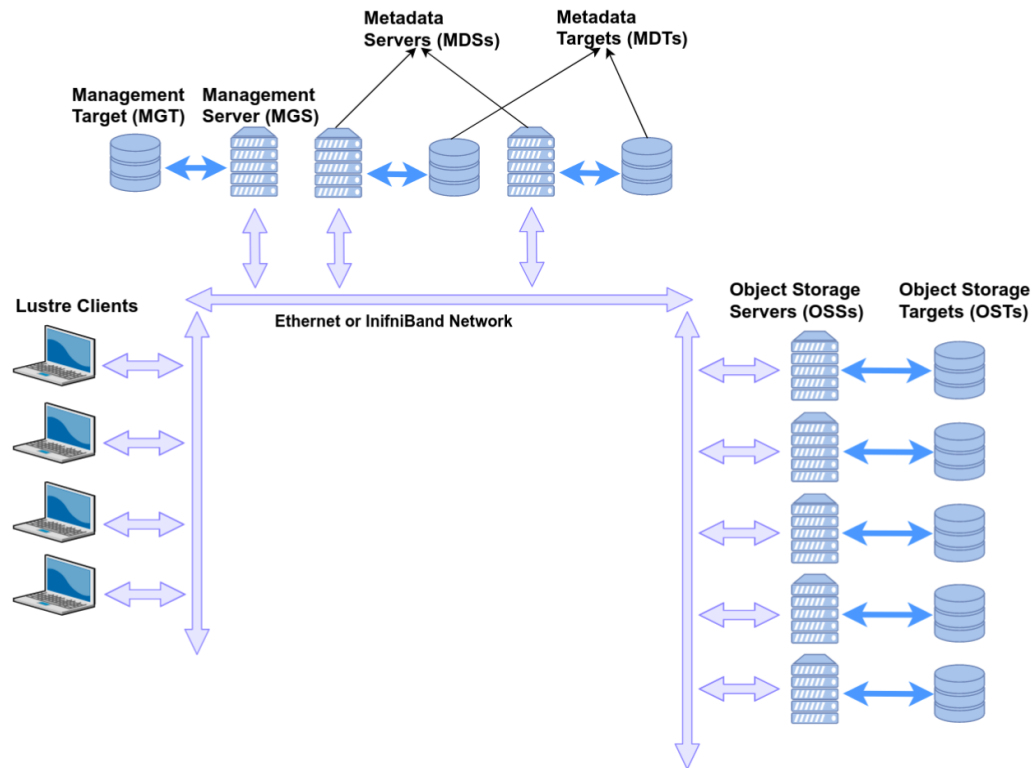 Metadata
Servers (MDSs)
Metadata
Targets (MDTs)
Management
Target (MGT)
Management
Server (MGS)
Lustre Clients
Ethernet or InifniBand Network
Object Storage
Servers (OSSs)
Object Storage
Targets (OSTs)